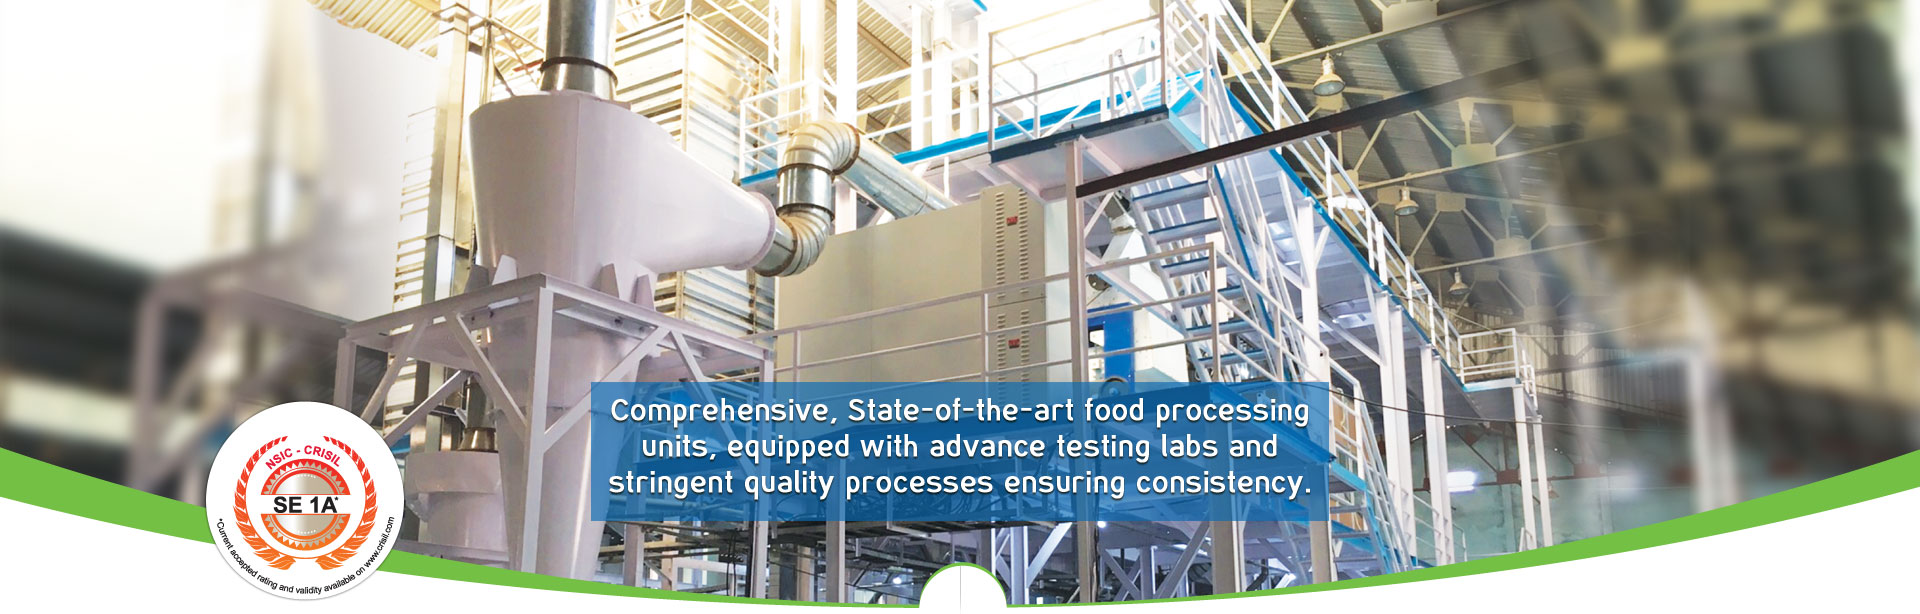 Comprehensive, State-of-the-art food processing
units, equipped with advance testing labs and
stringent quality processes ensuring consistency.
NSIC - CRISIL
SE 1A*
*Current accepted rating and validity available on www.crisil.com